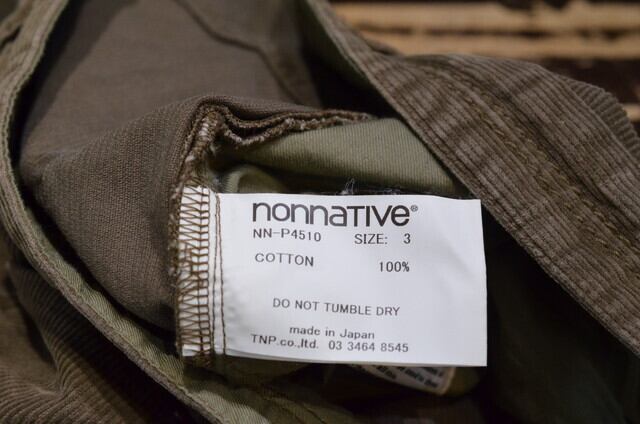 nonnative®
NN-P4510 SIZE: 3
COTTON 100%
DO NOT TUMBLE DRY
made in Japan
TNP.co.,ltd. 03 3464 8545